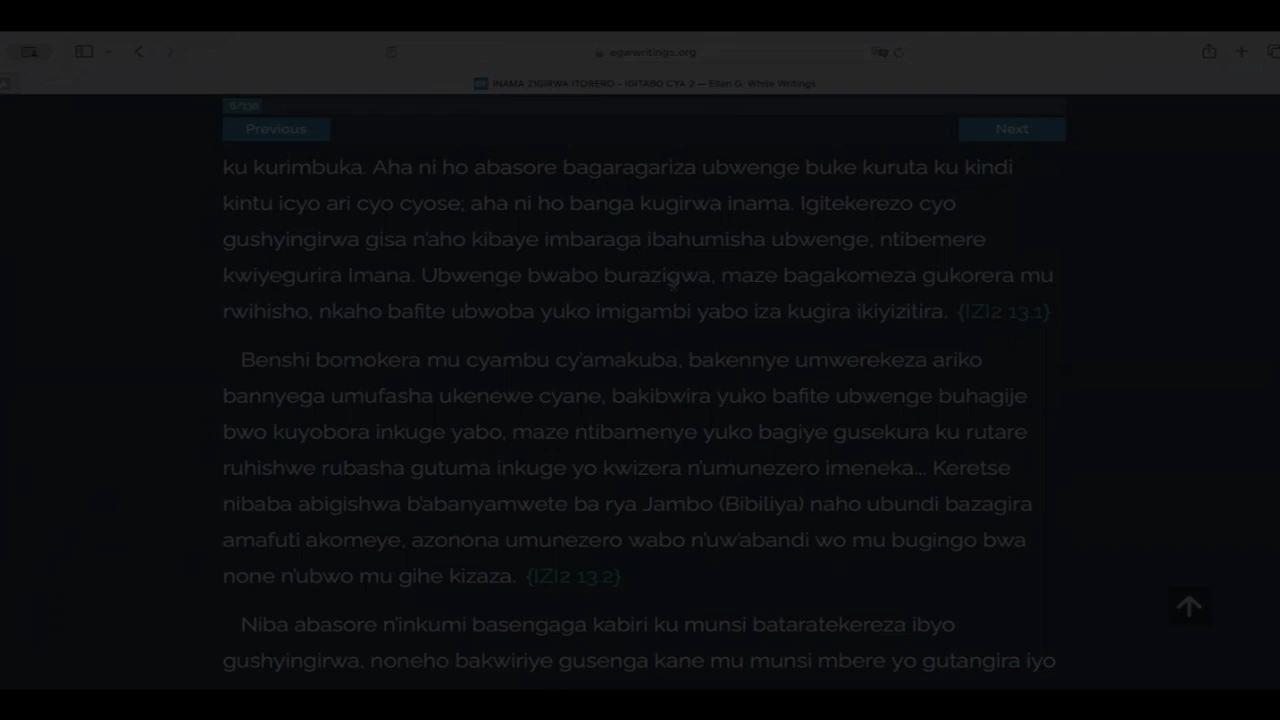 egwwritings.org
INAMA ZIGIRWA ITORERO - IGITABO CYA 2 — Ellen G. White Writings
6/136
Previous
Next
ku kurimbuka. Aha ni ho abasore bagaragariza ubwenge buke kuruta ku kindi
kintu icyo ari cyo cyose; aha ni ho banga kugirwa inama. Igitekerezo cyo
gushyingirwa gisa n'aho kibaye imbaraga ibahumisha ubwenge, ntibemere
kwiyegurira Imana. Ubwenge bwabo burazigwa, maze bagakomeza gukorera mu
rwihisho, nkaho bafite ubwoba yuko imigambi yabo iza kugira ikiyizitira. {IZI2 13.1}
Benshi bomokera mu cyambu cy'amakuba, bakennye umwerekeza ariko
bannyega umufasha ukenewe cyane, bakibwira yuko bafite ubwenge buhagije
bwo kuyobora inkuge yabo, maze ntibamenye yuko bagiye gusekura ku rutare
ruhishwe rubasha gutuma inkuge yo kwizera n'umunezero imeneka... Keretse
nibaba abigishwa b'abanyamwete ba rya Jambo (Bibiliya) naho ubundi bazagira
amafuti akomeye, azonona umunezero wabo n'uw'abandi wo mu bugingo bwa
none n'ubwo mu gihe kizaza. {IZI2 13.2}
Niba abasore n'inkumi basengaga kabiri ku munsi bataratekereza ibyo
gushyingirwa, noneho bakwiriye gusenga kane mu munsi mbere yo gutangira iyo